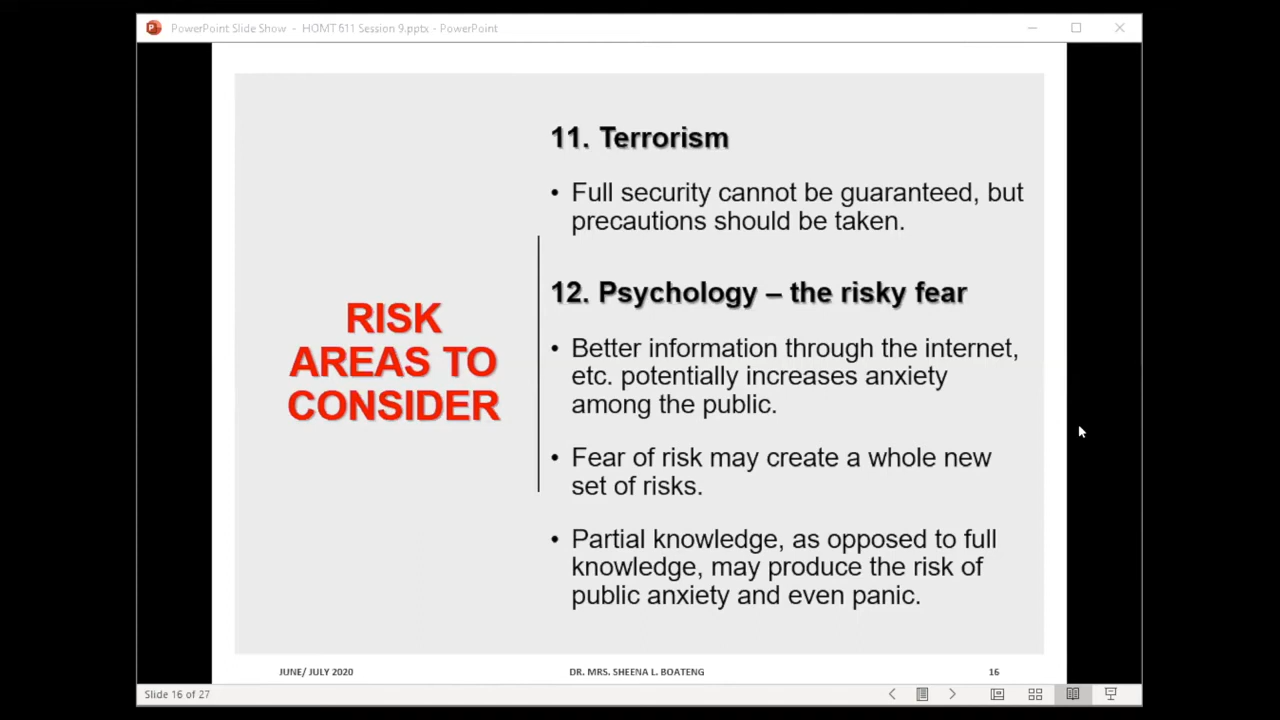 PowerPoint Slide Show - HOMT 611 Session 9.pptx - PowerPoint
11. Terrorism
• Full security cannot be guaranteed, but
precautions should be taken.
12. Psychology – the risky fear
RISK
AREAS TO
CONSIDER
• Better information through the internet,
etc. potentially increases anxiety
among the public.
• Fear of risk may create a whole new
set of risks.
• Partial knowledge, as opposed to full
knowledge, may produce the risk of
public anxiety and even panic.
JUNE/ JULY 2020
DR. MRS. SHEENA L. BOATENG
16
Slide 16 of 27